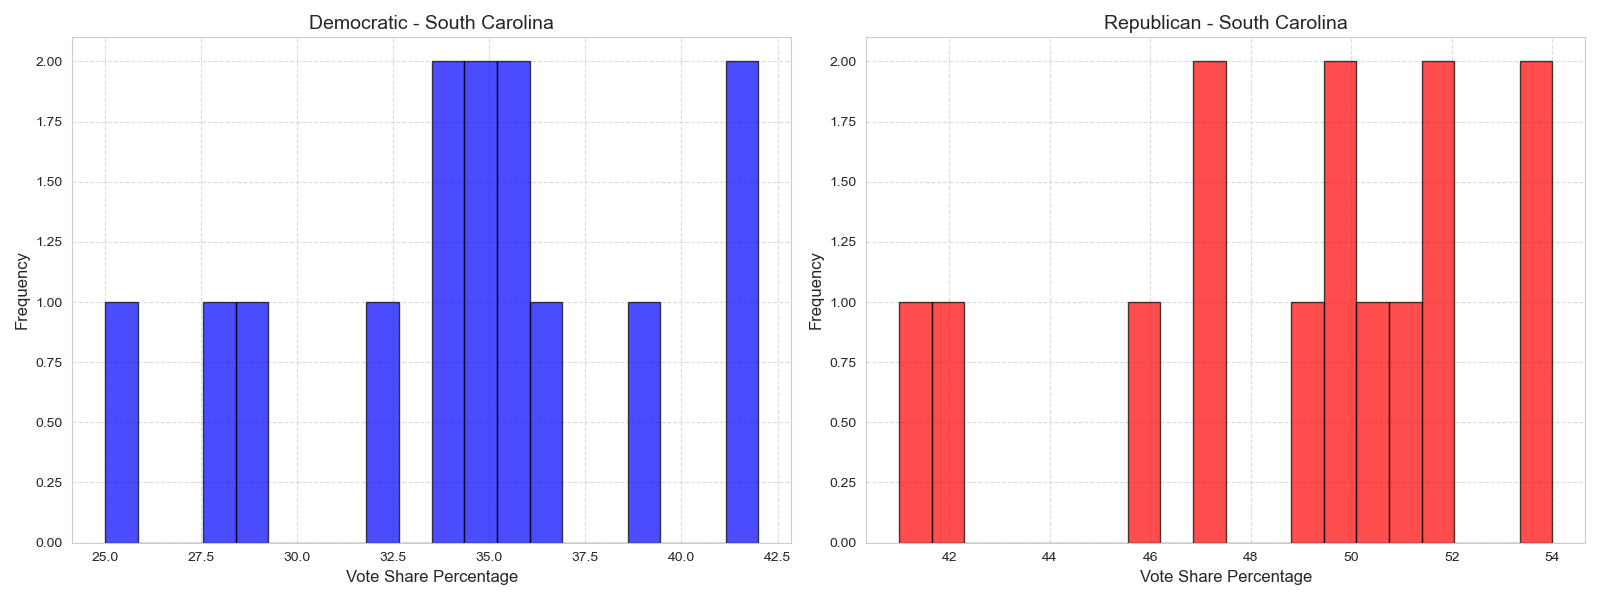 Democratic - South Carolina
2.00
1.75
1.50
1.25
1.00
0.75
0.50
0.25
0.00
Frequency
25.0 27.5 30.0 32.5 35.0 37.5 40.0 42.5
Vote Share Percentage
Republican - South Carolina
2.00
1.75
1.50
1.25
1.00
0.75
0.50
0.25
0.00
Frequency
42 44 46 48 50 52 54
Vote Share Percentage